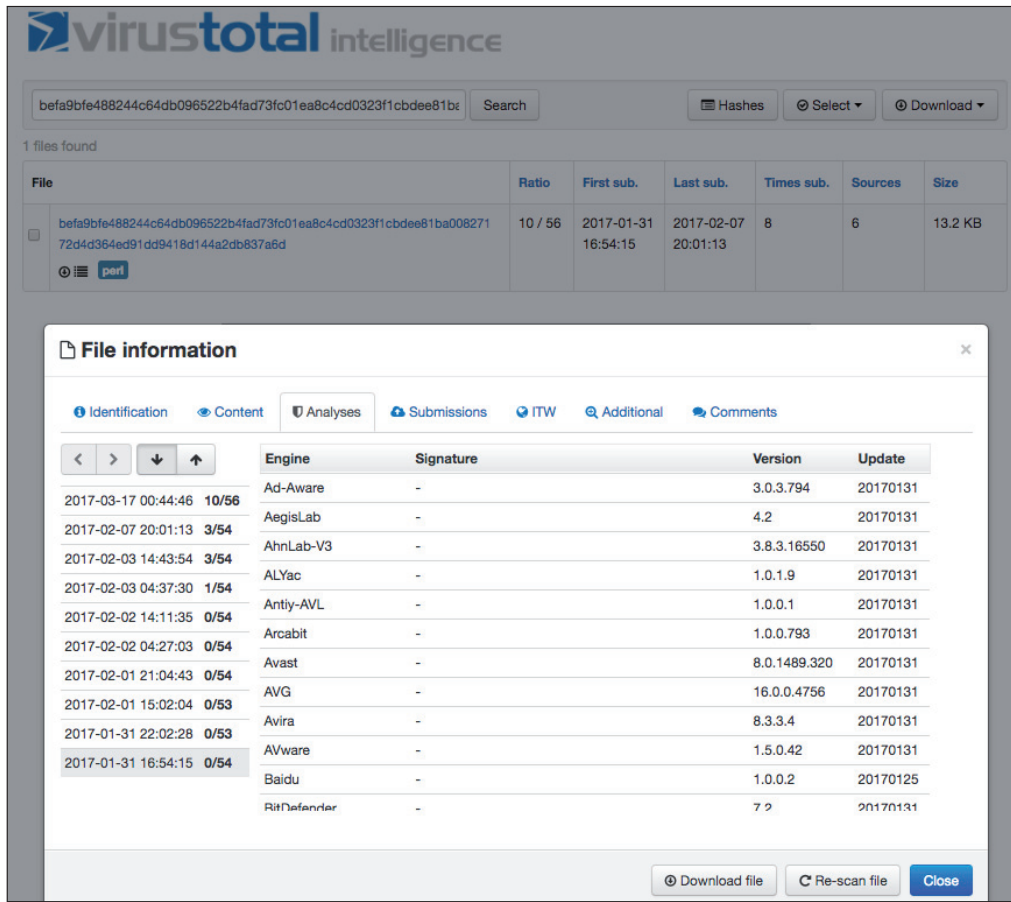 virustotal intelligence
befa9bfe488244c64db096522b4fad73fc01ea8c4cd0323f1cbdee81ba Search Hashes Select Download
1 files found
File Ratio First sub. Last sub. Times sub. Sources Size
befa9bfe488244c64db096522b4fad73fc01ea8c4cd0323f1cbdee81ba008271 10 / 56 2017-01-31 2017-02-07 8 6 13.2 KB
72d4d364ed91dd9418d144a2db837a6d 16:54:15 20:01:13
perl
File information ×
Identification Content Analyses Submissions ITW Additional Comments
Engine Signature Version Update
2017-03-17 00:44:46 10/56
2017-02-07 20:01:13 3/54
2017-02-03 14:43:54 3/54
2017-02-03 04:37:30 1/54
2017-02-02 14:11:35 0/54
2017-02-02 04:27:03 0/54
2017-02-01 21:04:43 0/54
2017-02-01 15:02:04 0/53
2017-01-31 22:02:28 0/53
2017-01-31 16:54:15 0/54
Ad-Aware - 3.0.3.794 20170131
AegisLab - 4.2 20170131
AhnLab-V3 - 3.8.3.16550 20170131
ALYac - 1.0.1.9 20170131
Antiy-AVL - 1.0.0.1 20170131
Arcabit - 1.0.0.793 20170131
Avast - 8.0.1489.320 20170131
AVG - 16.0.0.4756 20170131
Avira - 8.3.3.4 20170131
AVware - 1.5.0.42 20170131
Baidu - 1.0.0.2 20170125
BitDefender - 7.2 20170131
Download file Re-scan file Close